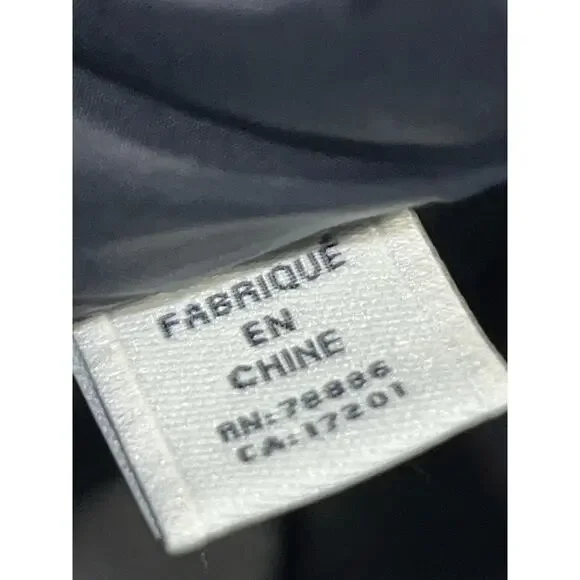 FABRIQUÉ
EN
CHINE
RN: 78886
CA: 17201